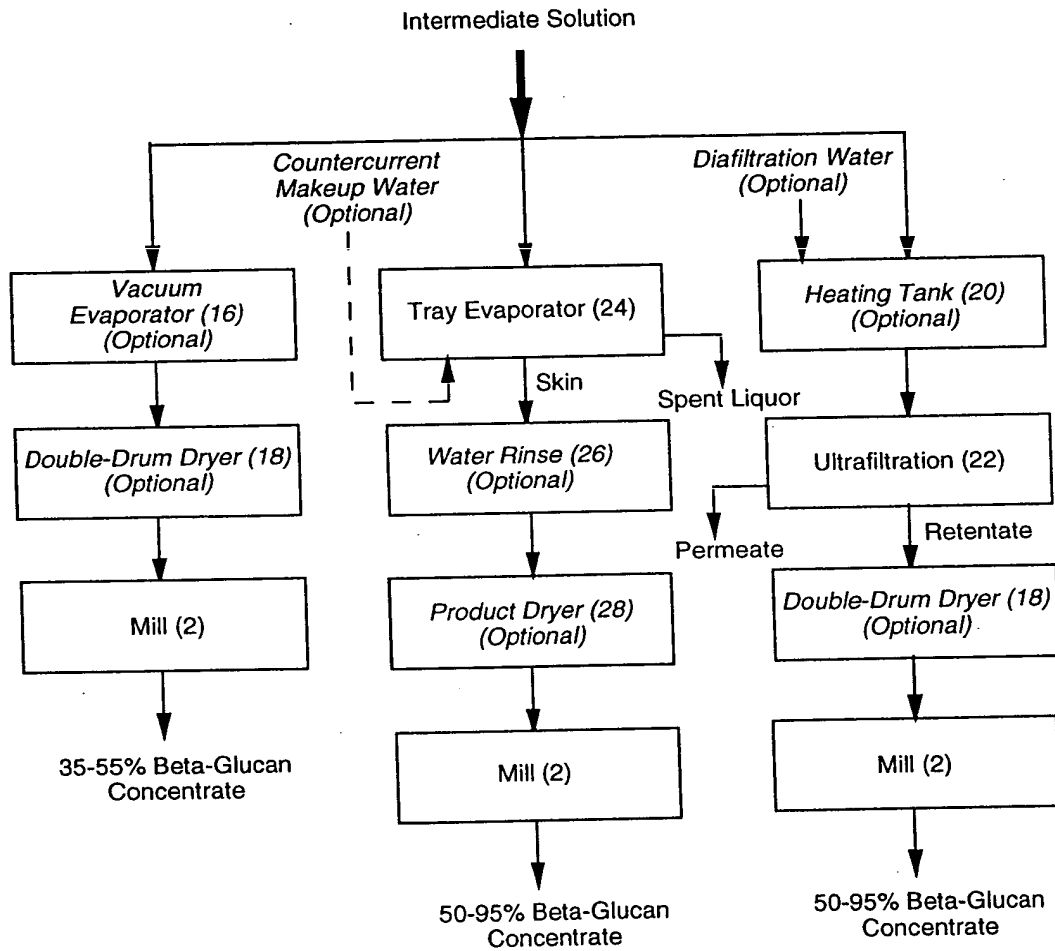 Intermediate Solution
Countercurrent
Makeup Water
(Optional)
Diafiltration Water
(Optional)
Vacuum
Evaporator (16)
(Optional)
Tray Evaporator (24)
Heating Tank (20)
(Optional)
Skin
Spent Liquor
Double-Drum Dryer (18)
(Optional)
Water Rinse (26)
(Optional)
Ultrafiltration (22)
Permeate
Retentate
Mill (2)
Product Dryer (28)
(Optional)
Double-Drum Dryer (18)
(Optional)
35-55% Beta-Glucan
Concentrate
Mill (2)
Mill (2)
50-95% Beta-Glucan
Concentrate
50-95% Beta-Glucan
Concentrate